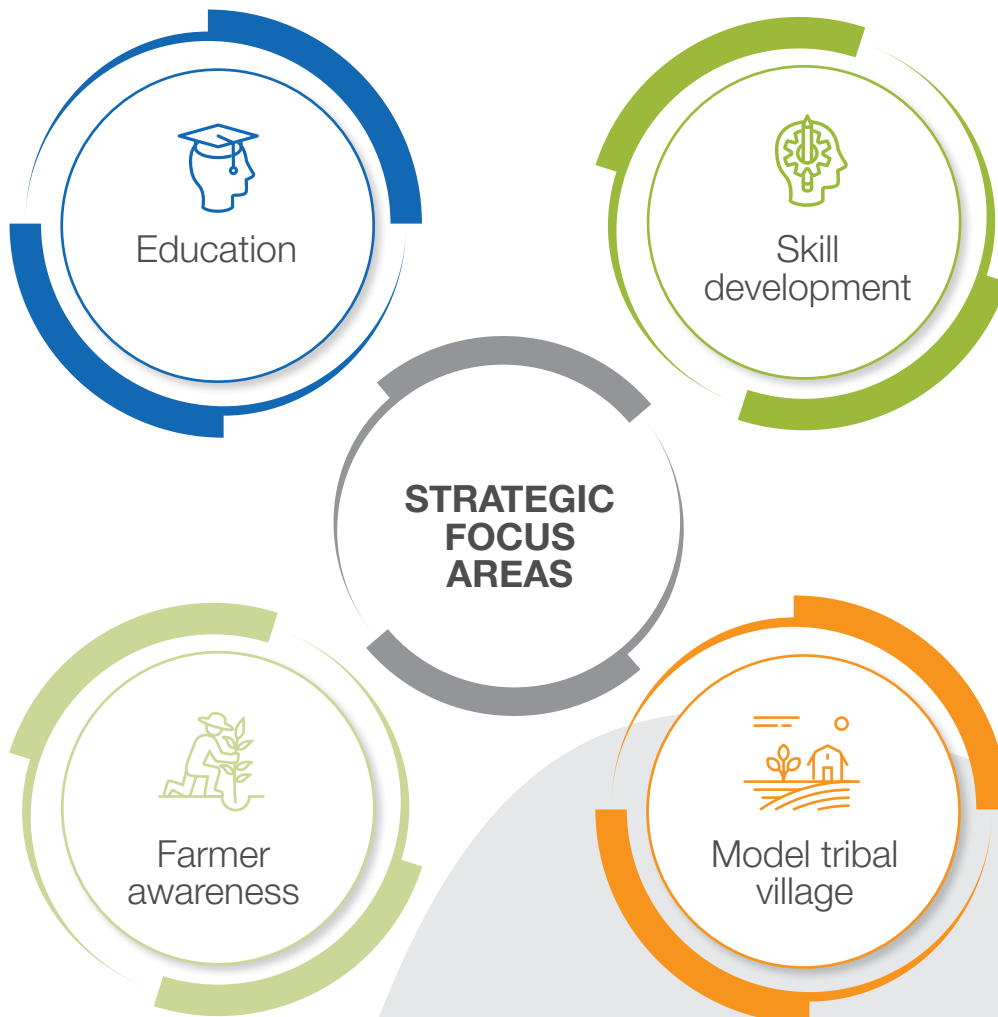 Education
Skill
development
STRATEGIC
FOCUS
AREAS
Farmer
awareness
Model tribal
village